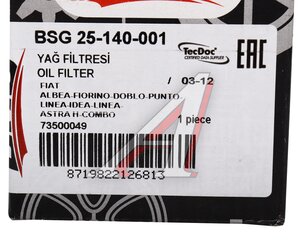 BSG 25-140-001
TecDoc
CERTIFIED DATA SUPPLIER
EAC
YAĞ FİLTRESİ
OIL FILTER
/ 03-12
FIAT
ALBEA-FIORINO-DOBLO-PUNTO
LINEA-IDEA-LINEA-
ASTRA H-COMBO
73500049
1 piece
8719822126813